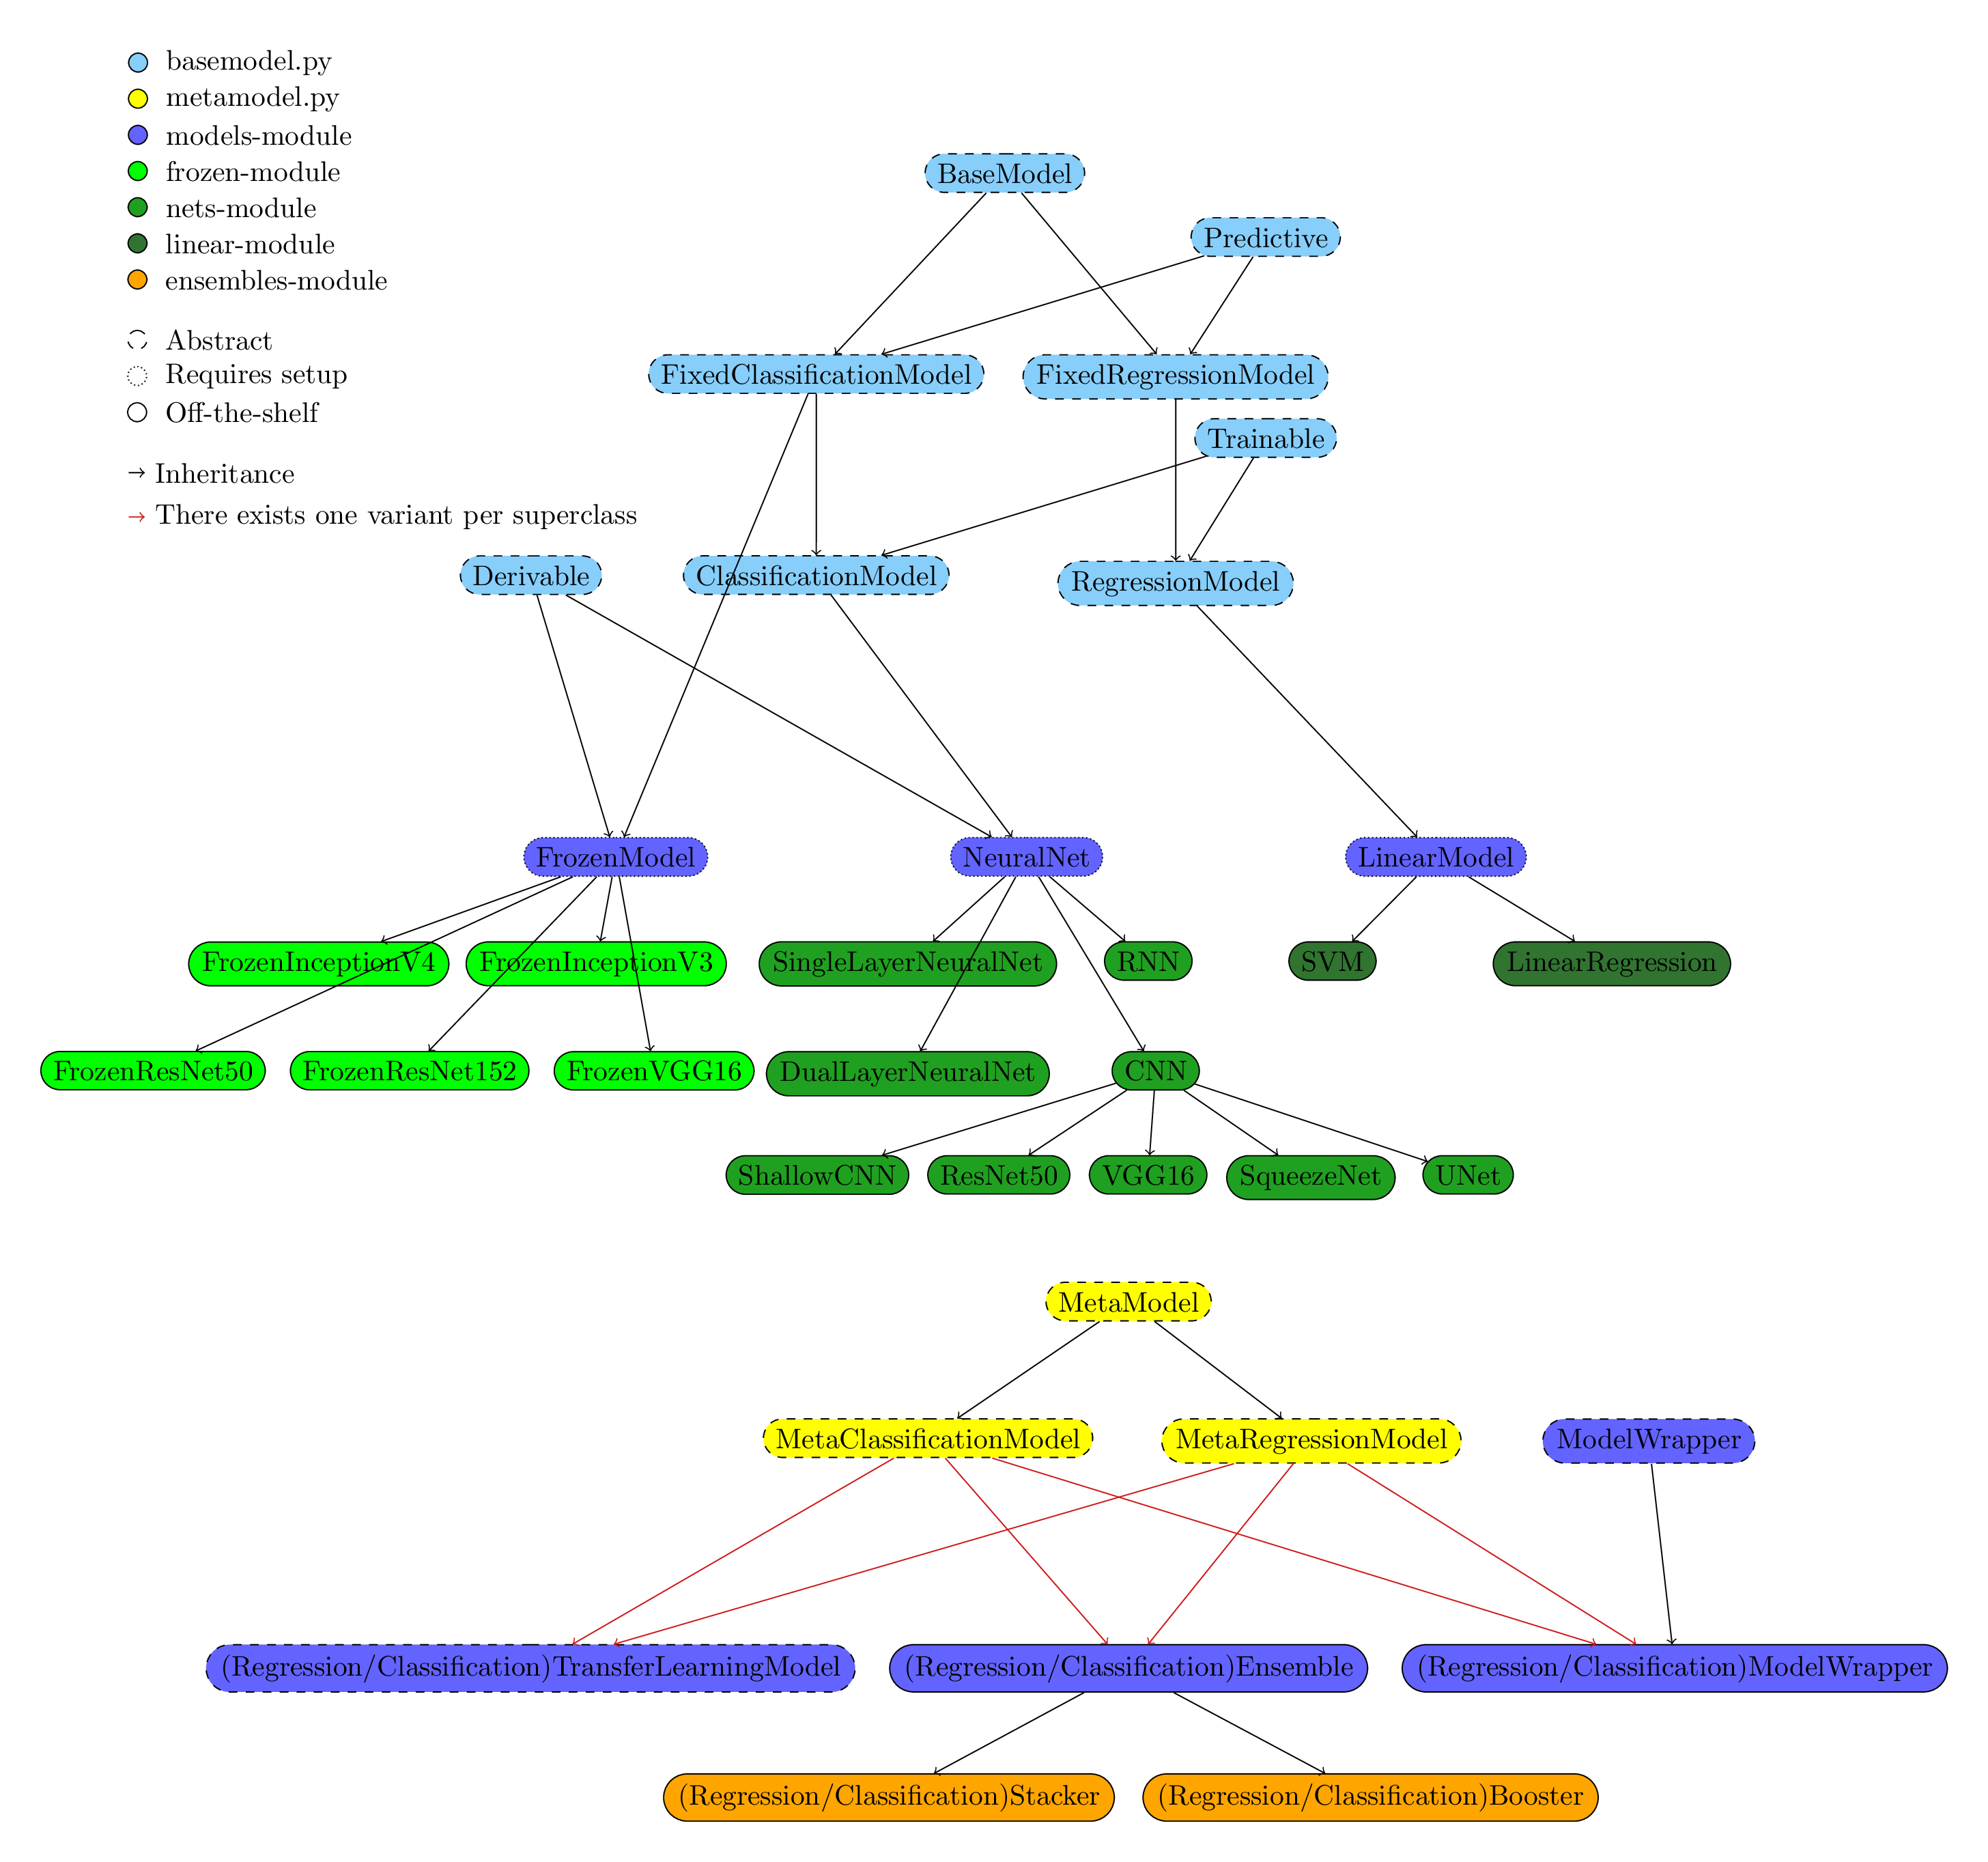 basemodel.py
metamodel.py
models-module
frozen-module
nets-module
linear-module
ensembles-module
Abstract
Requires setup
Off-the-shelf
Inheritance
There exists one variant per superclass
BaseModel
Predictive
FixedClassificationModel
FixedRegressionModel
Trainable
Derivable
ClassificationModel
RegressionModel
FrozenModel
NeuralNet
LinearModel
FrozenInceptionV4
FrozenInceptionV3
SingleLayerNeuralNet
RNN
SVM
LinearRegression
FrozenResNet50
FrozenResNet152
FrozenVGG16
DualLayerNeuralNet
CNN
ShallowCNN
ResNet50
VGG16
SqueezeNet
UNet
MetaModel
MetaClassificationModel
MetaRegressionModel
ModelWrapper
(Regression/Classification)TransferLearningModel
(Regression/Classification)Ensemble
(Regression/Classification)ModelWrapper
(Regression/Classification)Stacker
(Regression/Classification)Booster